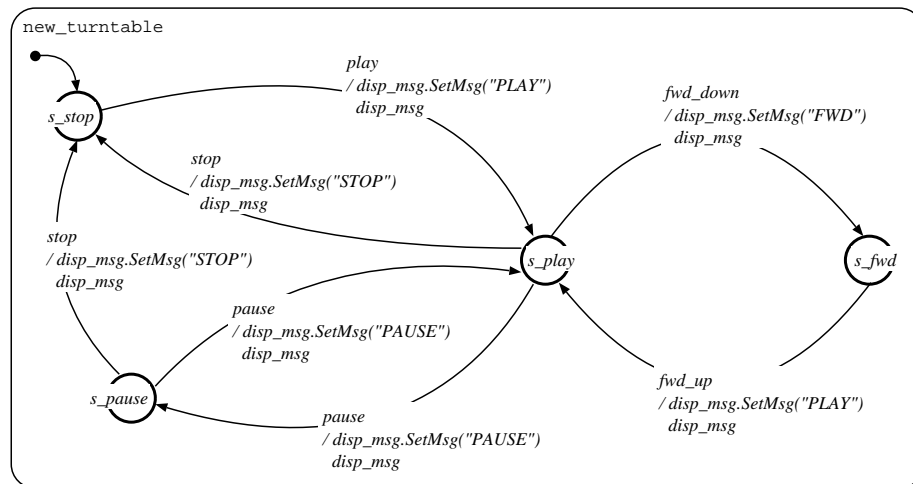 new_turntable
play
/ disp_msg.SetMsg("PLAY")
disp_msg
fwd_down
/ disp_msg.SetMsg("FWD")
disp_msg
s_stop
stop
/ disp_msg.SetMsg("STOP")
disp_msg
stop
/ disp_msg.SetMsg("STOP")
disp_msg
s_play
s_fwd
pause
/ disp_msg.SetMsg("PAUSE")
disp_msg
s_pause
pause
/ disp_msg.SetMsg("PAUSE")
disp_msg
fwd_up
/ disp_msg.SetMsg("PLAY")
disp_msg